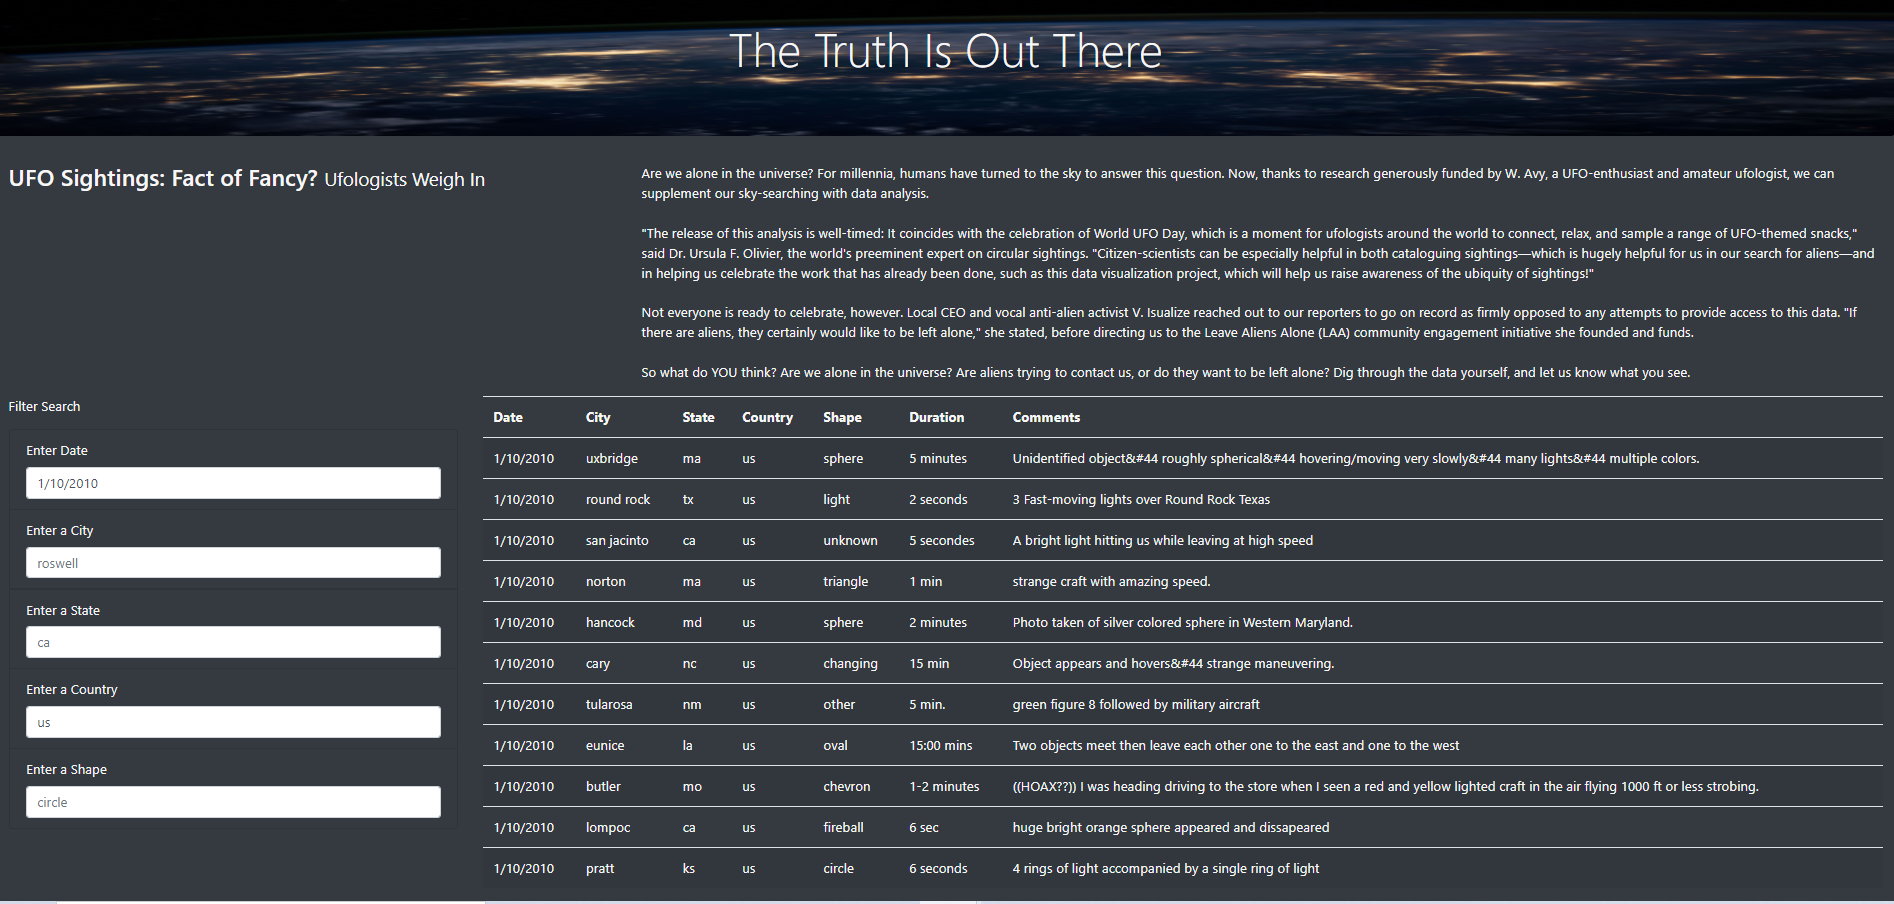 The Truth Is Out There
UFO Sightings: Fact of Fancy? Ufologists Weigh In
Are we alone in the universe? For millennia, humans have turned to the sky to answer this question. Now, thanks to research generously funded by W. Avy, a UFO-enthusiast and amateur ufologist, we can
supplement our sky-searching with data analysis.
"The release of this analysis is well-timed: It coincides with the celebration of World UFO Day, which is a moment for ufologists around the world to connect, relax, and sample a range of UFO-themed snacks,"
said Dr. Ursula F. Olivier, the world's preeminent expert on circular sightings. "Citizen-scientists can be especially helpful in both cataloguing sightings—which is hugely helpful for us in our search for aliens—and
in helping us celebrate the work that has already been done, such as this data visualization project, which will help us raise awareness of the ubiquity of sightings!"
Not everyone is ready to celebrate, however. Local CEO and vocal anti-alien activist V. Isualize reached out to our reporters to go on record as firmly opposed to any attempts to provide access to this data. "If
there are aliens, they certainly would like to be left alone," she stated, before directing us to the Leave Aliens Alone (LAA) community engagement initiative she founded and funds.
So what do YOU think? Are we alone in the universe? Are aliens trying to contact us, or do they want to be left alone? Dig through the data yourself, and let us know what you see.
Filter Search
Enter Date
1/10/2010
Enter a City
roswell
Enter a State
ca
Enter a Country
us
Enter a Shape
circle
Date City State Country Shape Duration Comments
1/10/2010 uxbridge ma us sphere 5 minutes Unidentified object&#44 roughly spherical&#44 hovering/moving very slowly&#44 many lights&#44 multiple colors.
1/10/2010 round rock tx us light 2 seconds 3 Fast-moving lights over Round Rock Texas
1/10/2010 san jacinto ca us unknown 5 secondes A bright light hitting us while leaving at high speed
1/10/2010 norton ma us triangle 1 min strange craft with amazing speed.
1/10/2010 hancock md us sphere 2 minutes Photo taken of silver colored sphere in Western Maryland.
1/10/2010 cary nc us changing 15 min Object appears and hovers&#44 strange maneuvering.
1/10/2010 tularosa nm us other 5 min. green figure 8 followed by military aircraft
1/10/2010 eunice la us oval 15:00 mins Two objects meet then leave each other one to the east and one to the west
1/10/2010 butler mo us chevron 1-2 minutes ((HOAX??)) I was heading driving to the store when I seen a red and yellow lighted craft in the air flying 1000 ft or less strobing.
1/10/2010 lompoc ca us fireball 6 sec huge bright orange sphere appeared and dissapeared
1/10/2010 pratt ks us circle 6 seconds 4 rings of light accompanied by a single ring of light